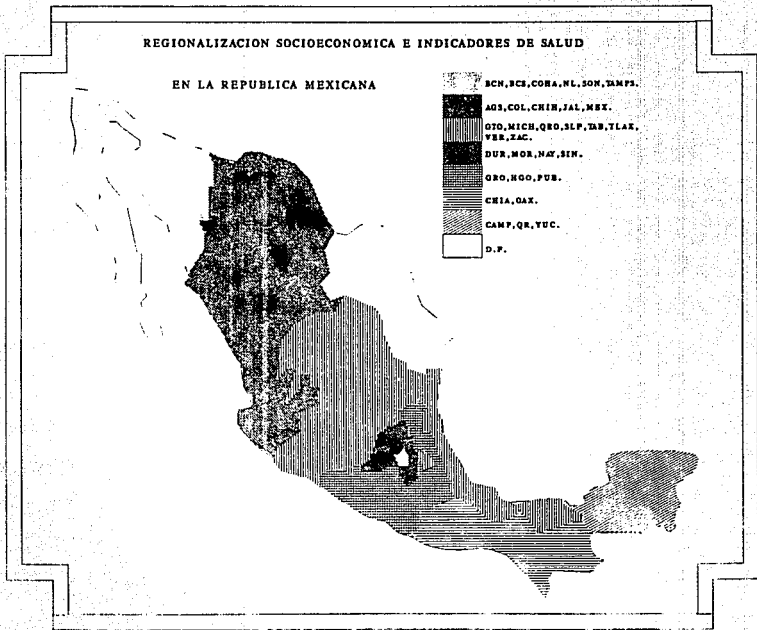 REGIONALIZACION SOCIOECONOMICA E INDICADORES DE SALUD
EN LA REPUBLICA MEXICANA
BCN,BCS,COHA,NL,SON,TAMPS.
AGS,COL,CHIH,JAL,MEX.
GTO,MICH,QRO,SLP,TAB,TLAX,
VER,ZAC.
DUR,MOR,NAY,SIN.
GRO,HGO,PUE.
CHIA,OAX.
CAMP,QR,YUC.
D.F.